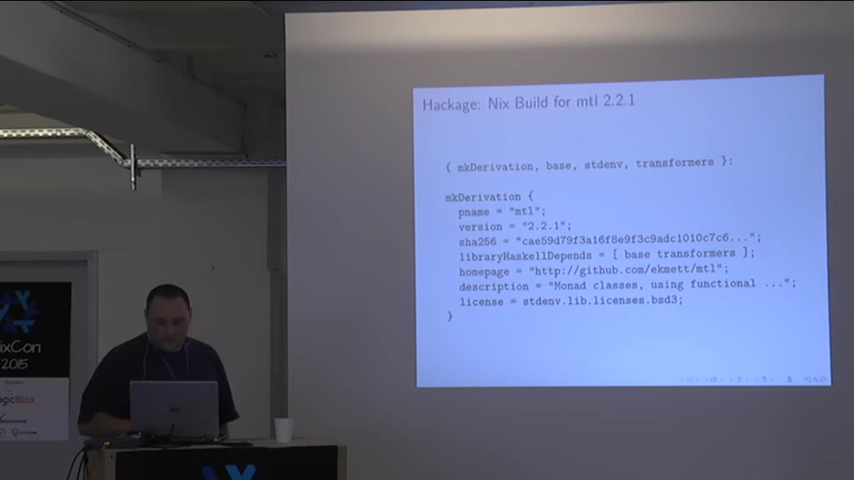 Hackage: Nix Build for mtl 2.2.1
{ mkDerivation, base, stdenv, transformers }:
mkDerivation {
pname = "mtl";
version = "2.2.1";
sha256 = "cae59d79f3a16f8e9f3c9adc1010c7c6...";
libraryHaskellDepends = [ base transformers ];
homepage = "http://github.com/ekmett/mtl";
description = "Monad classes, using functional ...";
license = stdenv.lib.licenses.bsd3;
}
ixCon
2015
gicBlox